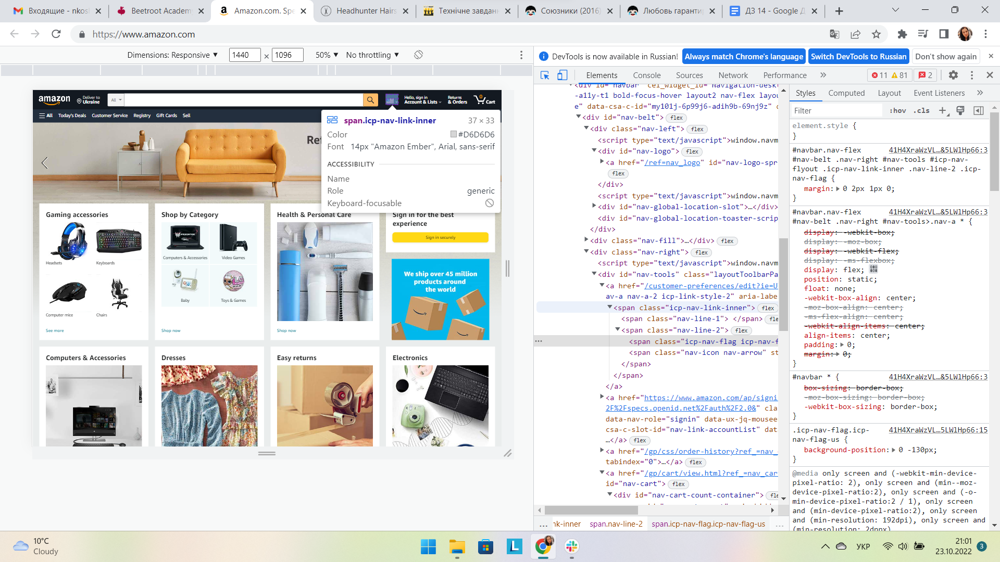 Входящие - nkosh
Beetroot Academy
Amazon.com. Spe
Headhunter Hairs
Технічне завдан
Союзники (2016)
Любовь гаранти
ДЗ 14 - Google Д
https://www.amazon.com
Dimensions: Responsive ▼ 1440 × 1096 50% ▼ No throttling ▼
DevTools is now available in Russian! Always match Chrome's language Switch DevTools to Russian Don't show again
Elements Console Sources Network Performance » 11 81 2
amazon
Deliver to
Ukraine
All
Hello, sign in
Account & Lists
Returns
& Orders
0
Cart
All Today's Deals Customer Service Registry Gift Cards Sell
span.icp-nav-link-inner 37 × 33
Color #D6D6D6
Font 14px "Amazon Ember", Arial, sans-serif
ACCESSIBILITY
Name
Role generic
Keyboard-focusable
Gaming accessories
Headsets
Keyboards
Computer mice
Chairs
See more
Shop by Category
PREDATOR
Computers & Accessories
Video Games
Baby
Toys & Games
Shop now
Health & Personal Care
Shop now
Sign in for the best
experience
Sign in securely
We ship over 45 million
products around
the world
Computers & Accessories
Dresses
Easy returns
Electronics
<div id="navbar" cel_widget_id="Navigation-desk
-a11y-t1 bold-focus-hover layout2 nav-flex layou
e" data-csa-c-id="my101j-6p99j6-adih9b-69nj9z" c
<div id="nav-belt"> flex
<div class="nav-left"> flex
<script type="text/javascript">window.navm
<div id="nav-logo"> flex
<a href="/ref=nav_logo" id="nav-logo-spr
flex
</div>
<script type="text/javascript">window.navm
<div id="nav-global-location-slot">…</div>
<div id="nav-global-location-toaster-scrip
</div>
<div class="nav-fill">…</div> flex
<div class="nav-right"> flex
<script type="text/javascript">window.navm
<div id="nav-tools" class="layoutToolbarPa
<a href="/customer-preferences/edit?ie=U
av-a nav-a-2 icp-link-style-2" aria-labe
<span class="icp-nav-link-inner"> flex
<span class="nav-line-1"> </span> fle
<span class="nav-line-2"> flex
<span class="icp-nav-flag icp-nav-f
<span class="nav-icon nav-arrow" st
</span>
</span>
</a>
<a href="https://www.amazon.com/ap/signi
2F%2Fspecs.openid.net%2Fauth%2F2.0&" cla
data-nav-role="signin" data-ux-jq-mousee
csa-c-slot-id="nav-link-accountList" dat
…</a> flex
<a href="/gp/css/order-history?ref_=nav_
tabindex="0">…</a> flex
<a href="/gp/cart/view.html?ref_=nav_car
id="nav-cart"> flex
<div id="nav-cart-count-container"> fle
... nk-inner span.nav-line-2 span.icp-nav-flag.icp-nav-flag-us ...
Styles Computed Layout Event Listeners »
Filter :hov .cls
element.style {
}
#navbar.nav-flex 41H4XraWzVL…&5LWlHp66:3
#nav-belt .nav-right #nav-tools #icp-nav-
flyout .icp-nav-link-inner .nav-line-2 .icp-
nav-flag {
margin: 0 2px 1px 0;
}
#navbar.nav-flex 41H4XraWzVL…&5LWlHp66:3
#nav-belt .nav-right #nav-tools>.nav-a * {
display: -webkit-box;
display: -moz-box;
display: -webkit-flex;
display: -ms-flexbox;
display: flex;
position: static;
float: none;
-webkit-box-align: center;
-moz-box-align: center;
-ms-flex-align: center;
-webkit-align-items: center;
align-items: center;
padding: 0;
margin: 0;
}
#navbar * { 41H4XraWzVL…&5LWlHp66:3
box-sizing: border-box;
-moz-box-sizing: border-box;
-webkit-box-sizing: border-box;
}
.icp-nav-flag.icp- 41H4XraWzVL…5LWlHp66:15
nav-flag-us {
background-position: 0 -130px;
}
@media only screen and (-webkit-min-device-
pixel-ratio: 2), only screen and (min--moz-
device-pixel-ratio:2), only screen and (-o-
min-device-pixel-ratio:2 / 1), only screen
and (min-device-pixel-ratio:2), only screen
and (min-resolution: 192dpi), only screen and
(min-resolution: 2dppx)
10°C
Cloudy
УКР
21:01
23.10.2022
3